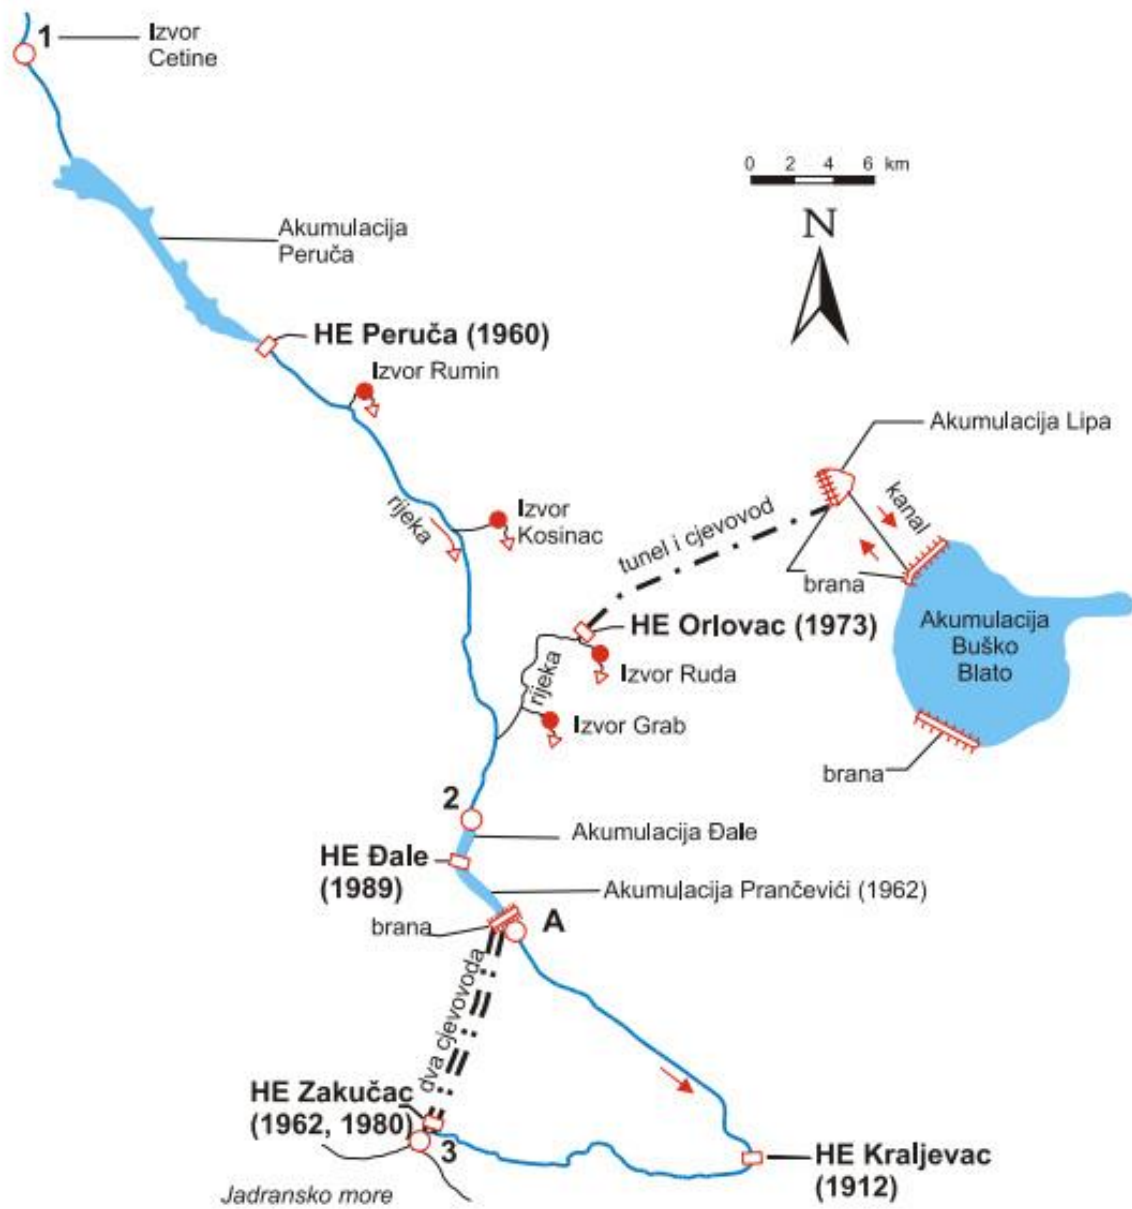 1
Izvor
Cetine
0 2 4 6 km
N
Akumulacija
Peruča
HE Peruča (1960)
Izvor Rumin
Akumulacija Lipa
rijeka
Izvor
Kosinac
kanal
tunel i cjevovod
brana
HE Orlovac (1973)
Akumulacija
Buško
Blato
Izvor Ruda
rijeka
Izvor Grab
brana
2
Akumulacija Đale
HE Đale
(1989)
Akumulacija Prančevići (1962)
brana
A
dva cjevovoda
HE Zakučac
(1962, 1980)
3
HE Kraljevac
(1912)
Jadransko more